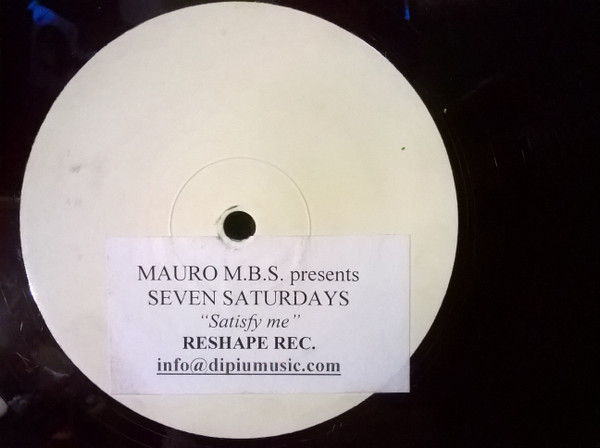 MAURO M.B.S. presents
SEVEN SATURDAYS
“Satisfy me”
RESHAPE REC.
info@dipiumusic.com